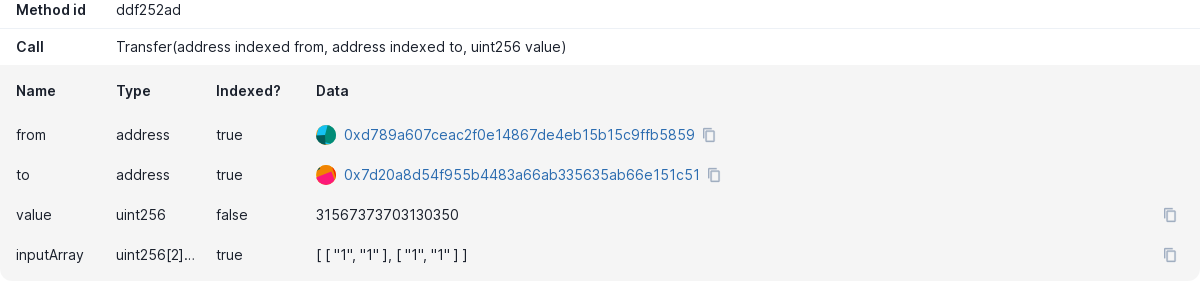 Method id ddf252ad
Call Transfer(address indexed from, address indexed to, uint256 value)
Name Type Indexed? Data
from address true 0xd789a607ceac2f0e14867de4eb15b15c9ffb5859
to address true 0x7d20a8d54f955b4483a66ab335635ab66e151c51
value uint256 false 31567373703130350
inputArray uint256[2]... true [ [ "1", "1" ], [ "1", "1" ] ]